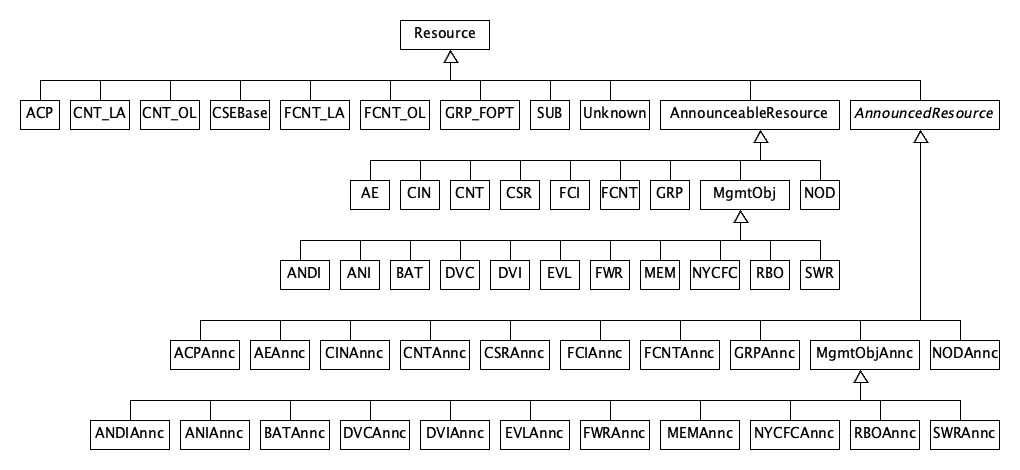 Resource
ACP CNT_LA CNT_OL CSEBase FCNT_LA FCNT_OL GRP_FOPT SUB Unknown AnnounceableResource AnnouncedResource
AE CIN CNT CSR FCI FCNT GRP MgmtObj NOD
ANDI ANI BAT DVC DVI EVL FWR MEM NYCFC RBO SWR
ACPAnnc AEAnnc CINAnnc CNTAnnc CSRAnnc FCIAnnc FCNTAnnc GRPAnnc MgmtObjAnnc NODAnnc
ANDIAnnc ANIAnnc BATAnnc DVCAnnc DVIAnnc EVLAnnc FWRAnnc MEMAnnc NYCFCAnnc RBOAnnc SWRAnnc